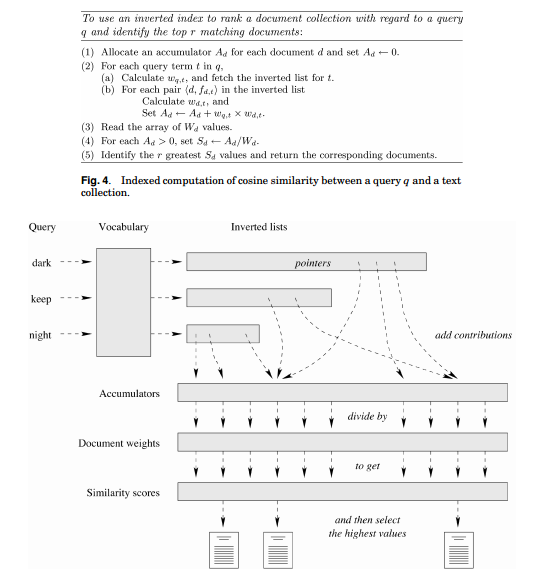 To use an inverted index to rank a document collection with regard to a query
q and identify the top r matching documents:
(1) Allocate an accumulator A_d for each document d and set A_d ← 0.
(2) For each query term t in q,
(a) Calculate w_{q,t}, and fetch the inverted list for t.
(b) For each pair ⟨d, f_{d,t}⟩ in the inverted list
Calculate w_{d,t}, and
Set A_d ← A_d + w_{q,t} × w_{d,t}.
(3) Read the array of W_d values.
(4) For each A_d > 0, set S_d ← A_d/W_d.
(5) Identify the r greatest S_d values and return the corresponding documents.
Fig. 4. Indexed computation of cosine similarity between a query q and a text
collection.
Query Vocabulary Inverted lists
dark pointers
keep
night add contributions
Accumulators
divide by
Document weights
to get
Similarity scores
and then select
the highest values